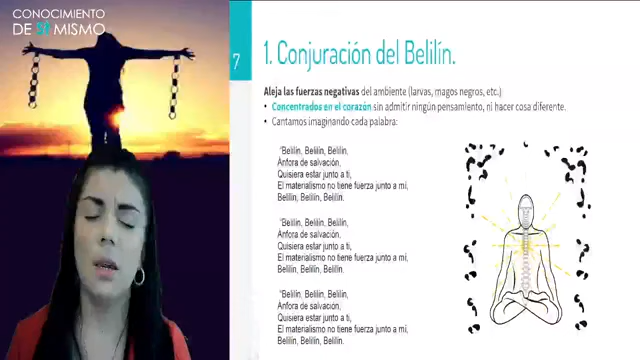 CONOCIMIENTO
DE SÍ MISMO
7
1. Conjuración del Belilín.
Aleja las fuerzas negativas del ambiente (larvas, magos negros, etc.)
• Concentrados en el corazón sin admitir ningún pensamiento, ni hacer cosa diferente.
• Cantamos imaginando cada palabra:
"Belilín, Belilín, Belilín,
Ánfora de salvación,
Quisiera estar junto a ti,
El materialismo no tiene fuerza junto a mí,
Belilín, Belilín, Belilín.
"Belilín, Belilín, Belilín,
Ánfora de salvación,
Quisiera estar junto a ti,
El materialismo no tiene fuerza junto a mí,
Belilín, Belilín, Belilín.
"Belilín, Belilín, Belilín,
Ánfora de salvación,
Quisiera estar junto a ti,
El materialismo no tiene fuerza junto a mí,
Belilín, Belilín, Belilín.